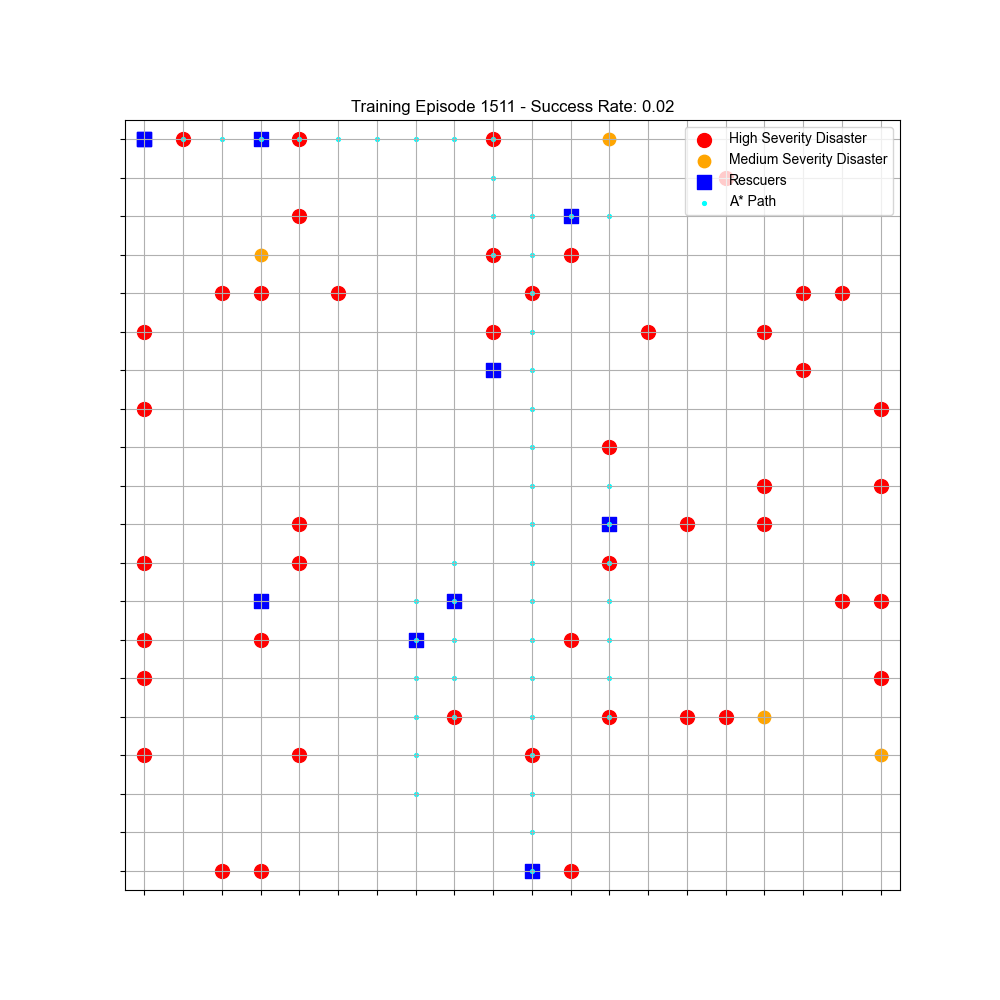 Training Episode 1511 - Success Rate: 0.02
High Severity Disaster
Medium Severity Disaster
Rescuers
A* Path